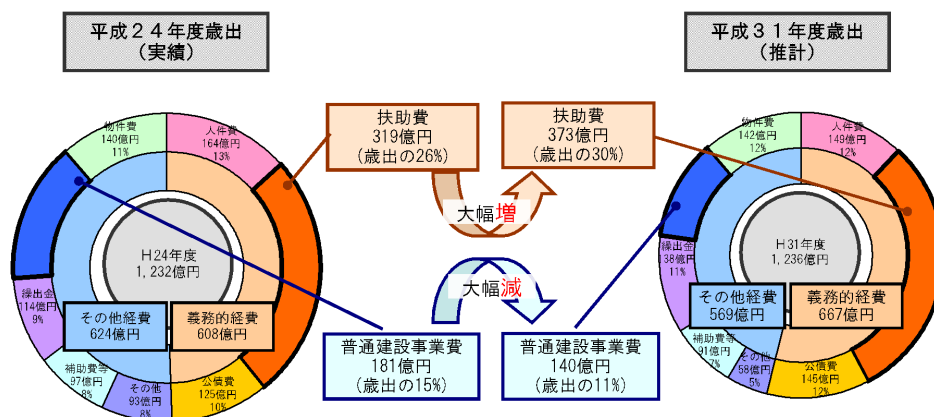 平成２４年度歳出
（実績）
平成３１年度歳出
（推計）
物件費
140億円
11%
人件費
164億円
13%
扶助費
319億円
(歳出の26%)
扶助費
373億円
(歳出の30%)
物件費
142億円
12%
人件費
149億円
12%
大幅増
大幅減
H24年度
1,232億円
H31年度
1,236億円
繰出金
114億円
9%
その他経費
624億円
義務的経費
608億円
繰出金
138億円
11%
その他経費
569億円
義務的経費
667億円
普通建設事業費
181億円
(歳出の15%)
普通建設事業費
140億円
(歳出の11%)
補助費等
97億円
8%
その他
93億円
8%
公債費
125億円
10%
補助費等
91億円
7%
その他
58億円
5%
公債費
145億円
12%